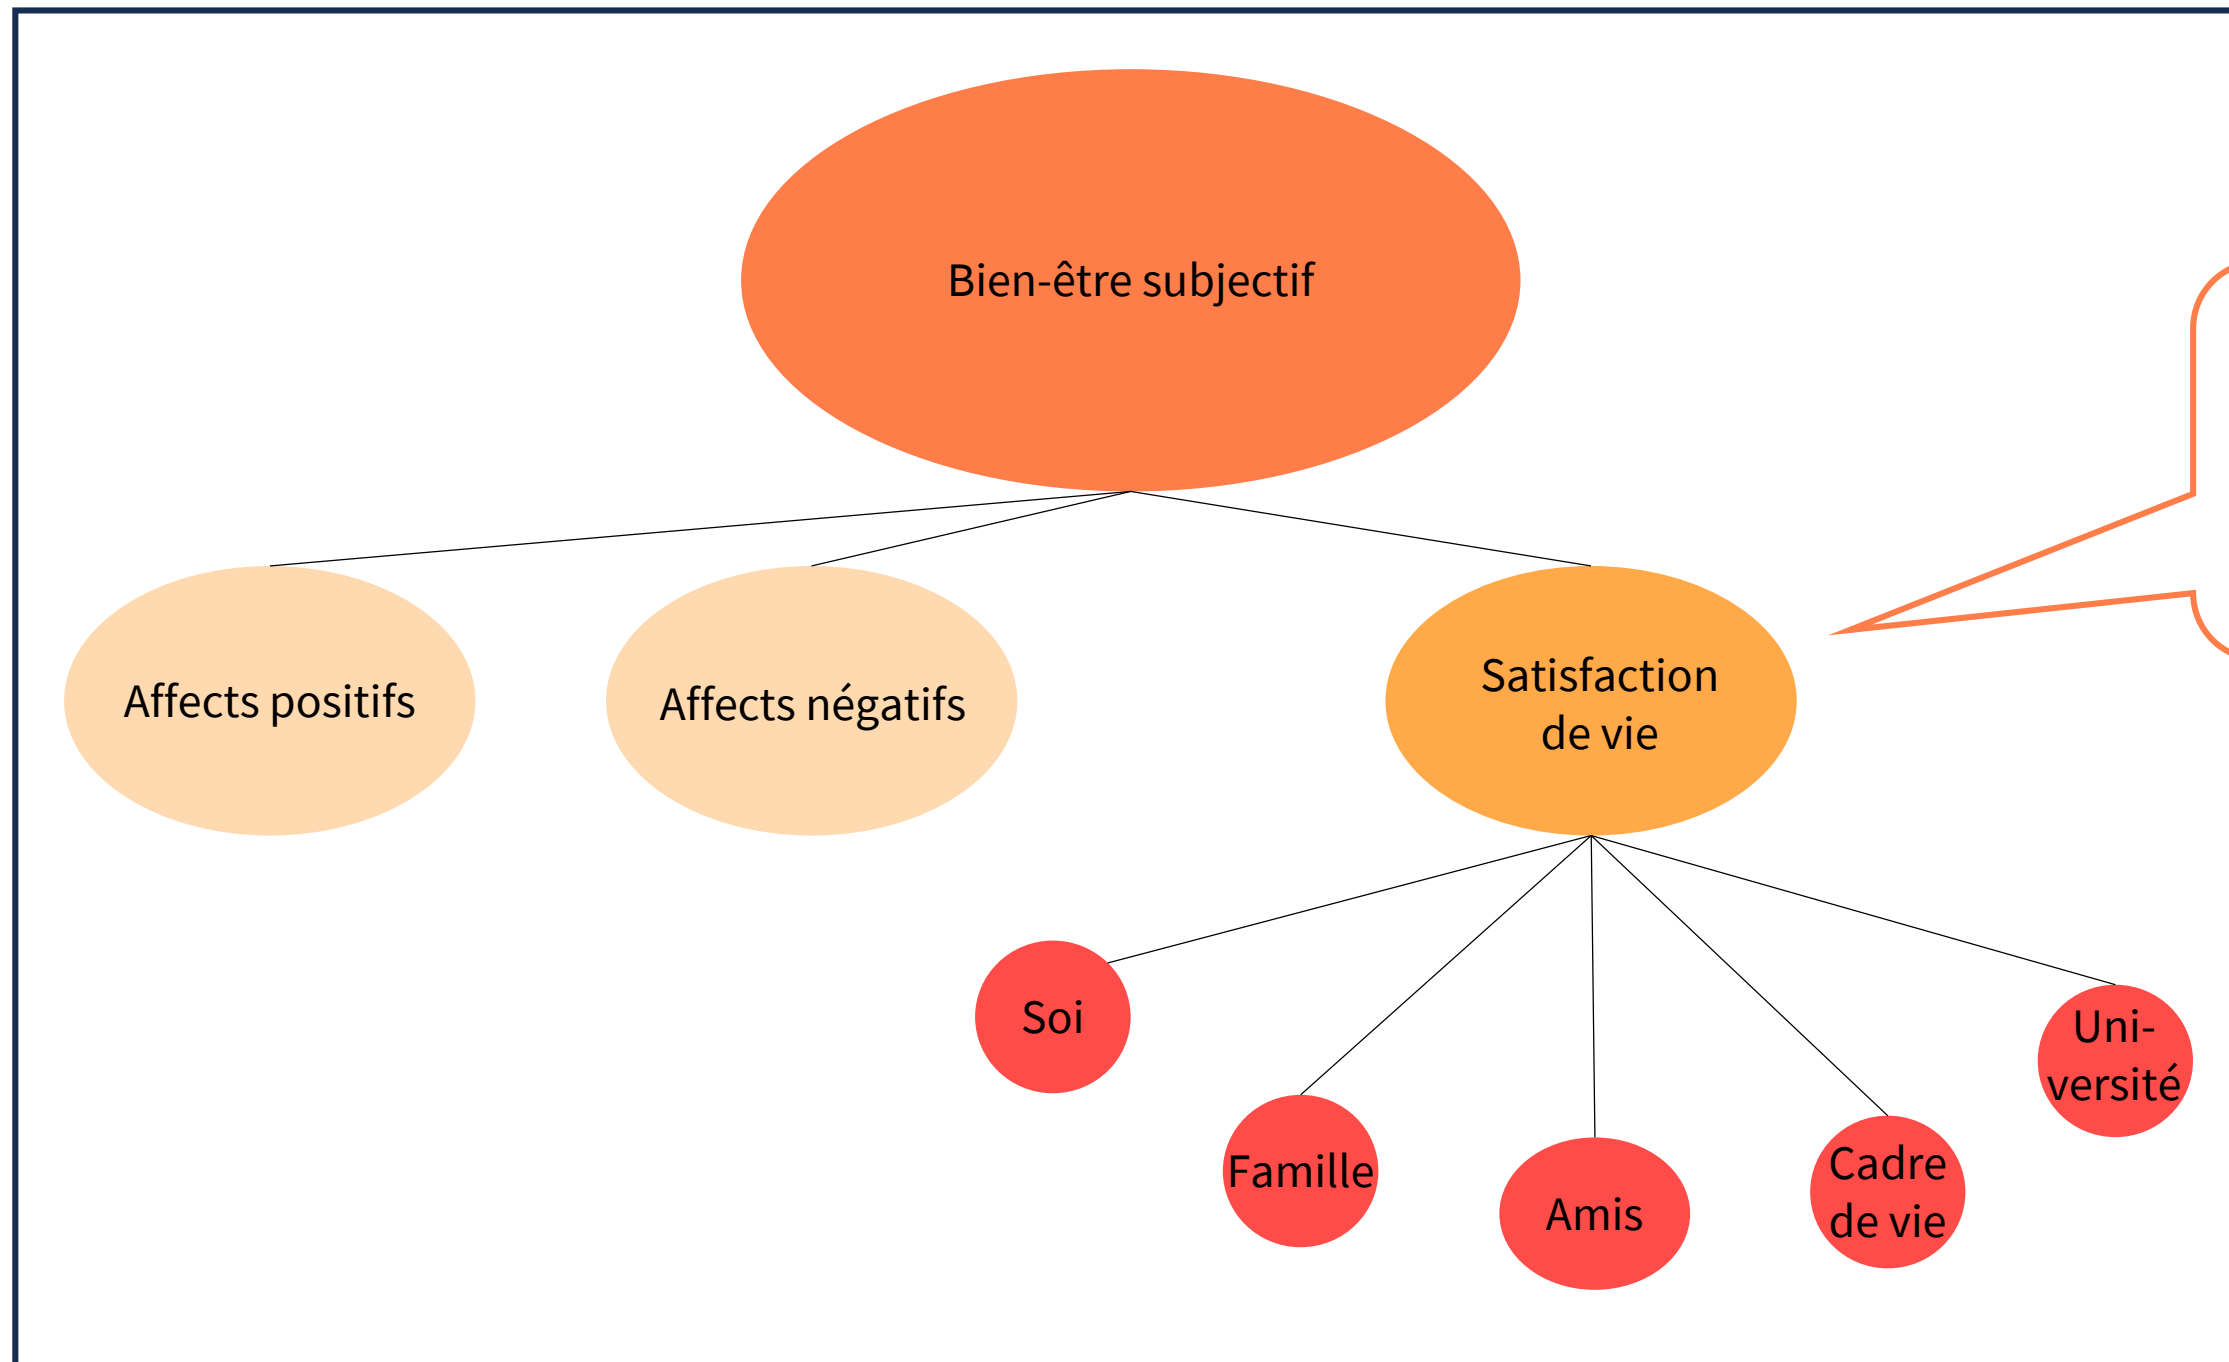 Bien-être subjectif
Affects positifs
Affects négatifs
Satisfaction
de vie
Soi
Famille
Amis
Cadre
de vie
Uni-
versité